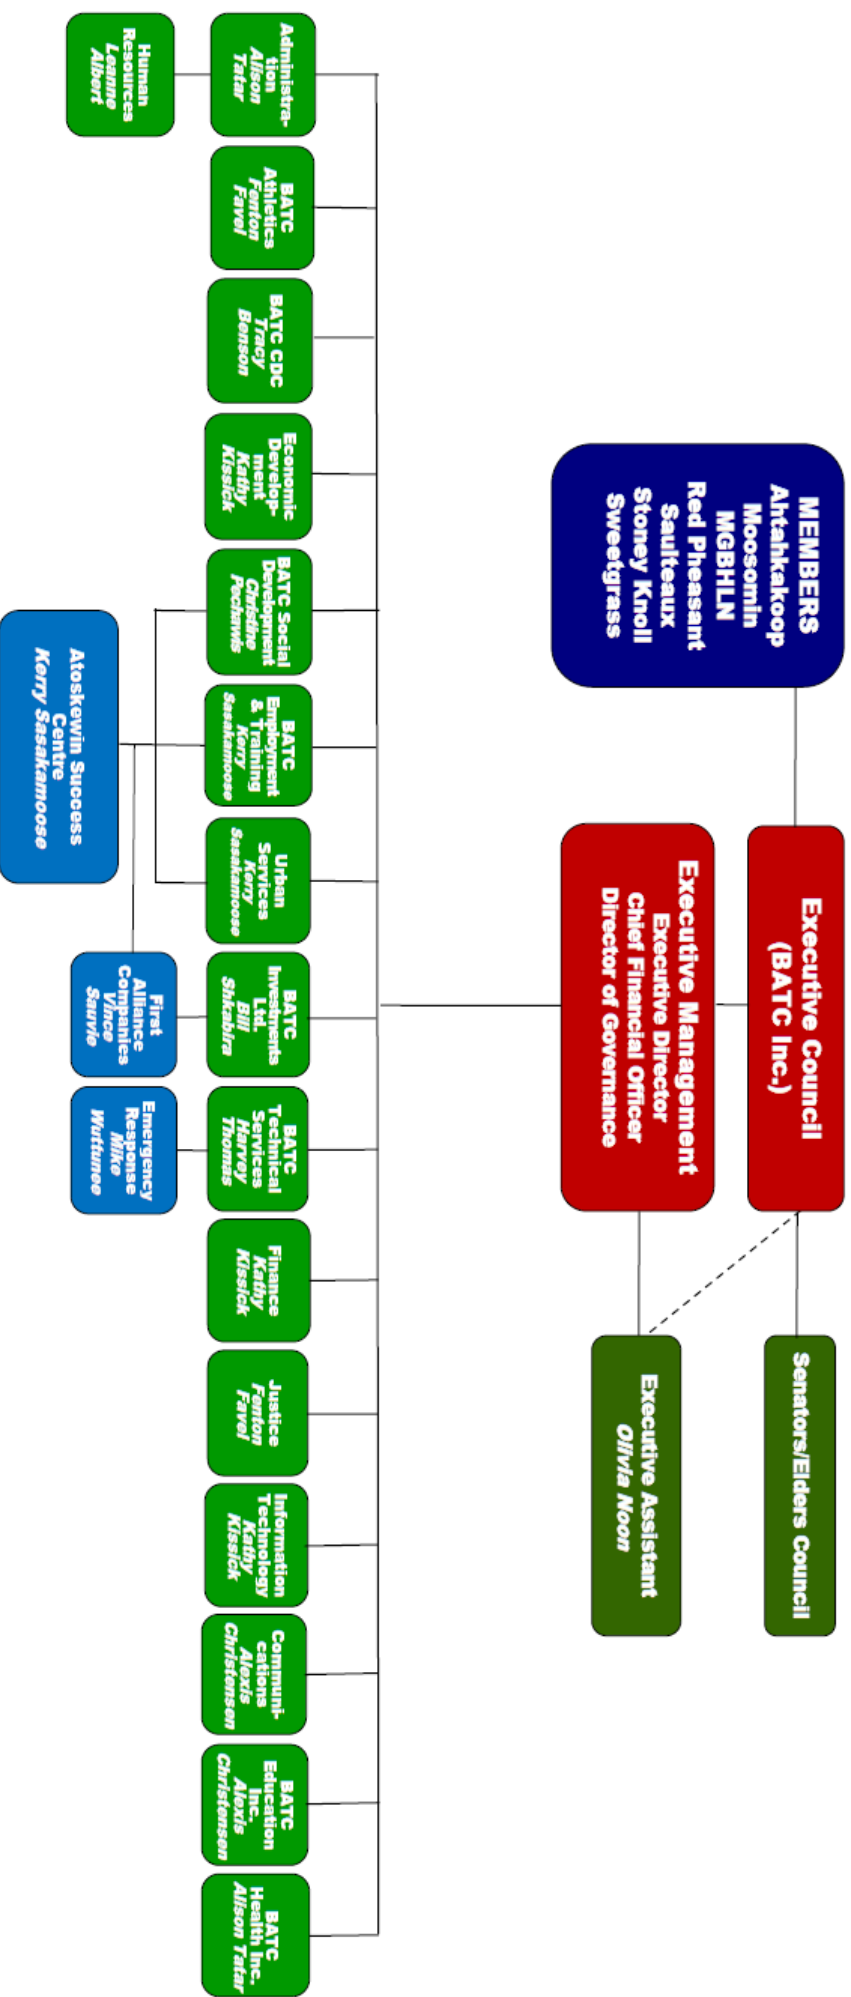 MEMBERS
Ahtahkakoop
Moosomin
MGBHLN
Red Pheasant
Saulteaux
Stoney Knoll
Sweetgrass
Executive Council
(BATC Inc.)
Senators/Elders Council
Executive Management
Executive Director
Chief Financial Officer
Director of Governance
Executive Assistant
Olivia Noon
Administra-
tion
Alison
Tatar
BATC
Athletics
Fenton
Favel
BATC CDC
Tracy
Benson
Economic
Develop-
ment
Kathy
Kissick
BATC Social
Development
Christine
Pechawis
BATC
Employment
& Training
Kerry
Sasakamoose
Urban
Services
Kerry
Sasakamoose
BATC
Investments
Ltd.
Bill
Shkabira
BATC
Technical
Services
Harvey
Thomas
Finance
Kathy
Kissick
Justice
Fenton
Favel
Information
Technology
Kathy
Kissick
Communi-
cations
Alexis
Christensen
BATC
Education
Inc.
Alexis
Christensen
BATC
Health Inc.
Alison Tatar
Human
Resources
Leanne
Albert
Atoskewin Success
Centre
Kerry Sasakamoose
First
Alliance
Companies
Vince
Sauvie
Emergency
Response
Mike
Wuttunee